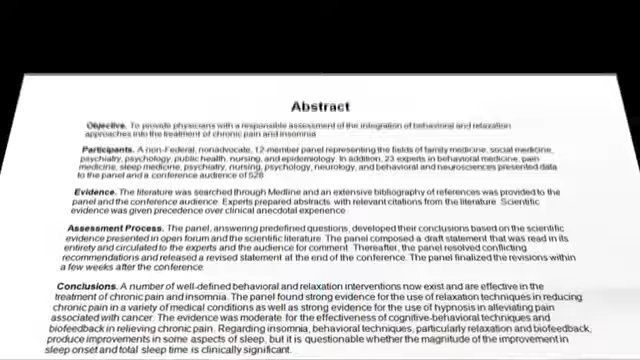 Abstract
Objective. To provide physicians with a responsible assessment of the integration of behavioral and relaxation
approaches into the treatment of chronic pain and insomnia
Participants. A non-Federal, nonadvocate, 12-member panel representing the fields of family medicine, social medicine,
psychiatry, psychology, public health, nursing, and epidemiology. In addition, 23 experts in behavioral medicine, pain
medicine, sleep medicine, psychiatry, nursing, psychology, neurology, and behavioral and neurosciences presented data
to the panel and a conference audience of 528
Evidence. The literature was searched through Medline and an extensive bibliography of references was provided to the
panel and the conference audience. Experts prepared abstracts with relevant citations from the literature. Scientific
evidence was given precedence over clinical anecdotal experience
Assessment Process. The panel, answering predefined questions, developed their conclusions based on the scientific
evidence presented in open forum and the scientific literature. The panel composed a draft statement that was read in its
entirety and circulated to the experts and the audience for comment. Thereafter, the panel resolved conflicting
recommendations and released a revised statement at the end of the conference. The panel finalized the revisions within
a few weeks after the conference
Conclusions. A number of well-defined behavioral and relaxation interventions now exist and are effective in the
treatment of chronic pain and insomnia. The panel found strong evidence for the use of relaxation techniques in reducing
chronic pain in a variety of medical conditions as well as strong evidence for the use of hypnosis in alleviating pain
associated with cancer. The evidence was moderate for the effectiveness of cognitive-behavioral techniques and
biofeedback in relieving chronic pain. Regarding insomnia, behavioral techniques, particularly relaxation and biofeedback,
produce improvements in some aspects of sleep, but it is questionable whether the magnitude of the improvement in
sleep onset and total sleep time is clinically significant.